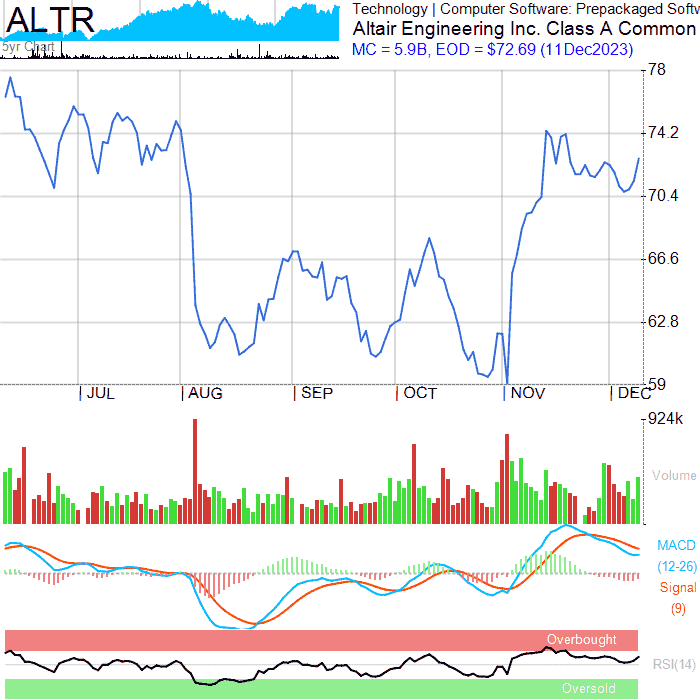 ALTR
5yr Chart
Technology | Computer Software: Prepackaged Softw
Altair Engineering Inc. Class A Common
MC = 5.9B, EOD = $72.69 (11Dec2023)
78
74.2
70.4
66.6
62.8
59
JUL AUG SEP OCT NOV DEC
924k
Volume
MACD
(12-26)
Signal
(9)
Overbought
RSI(14)
Oversold